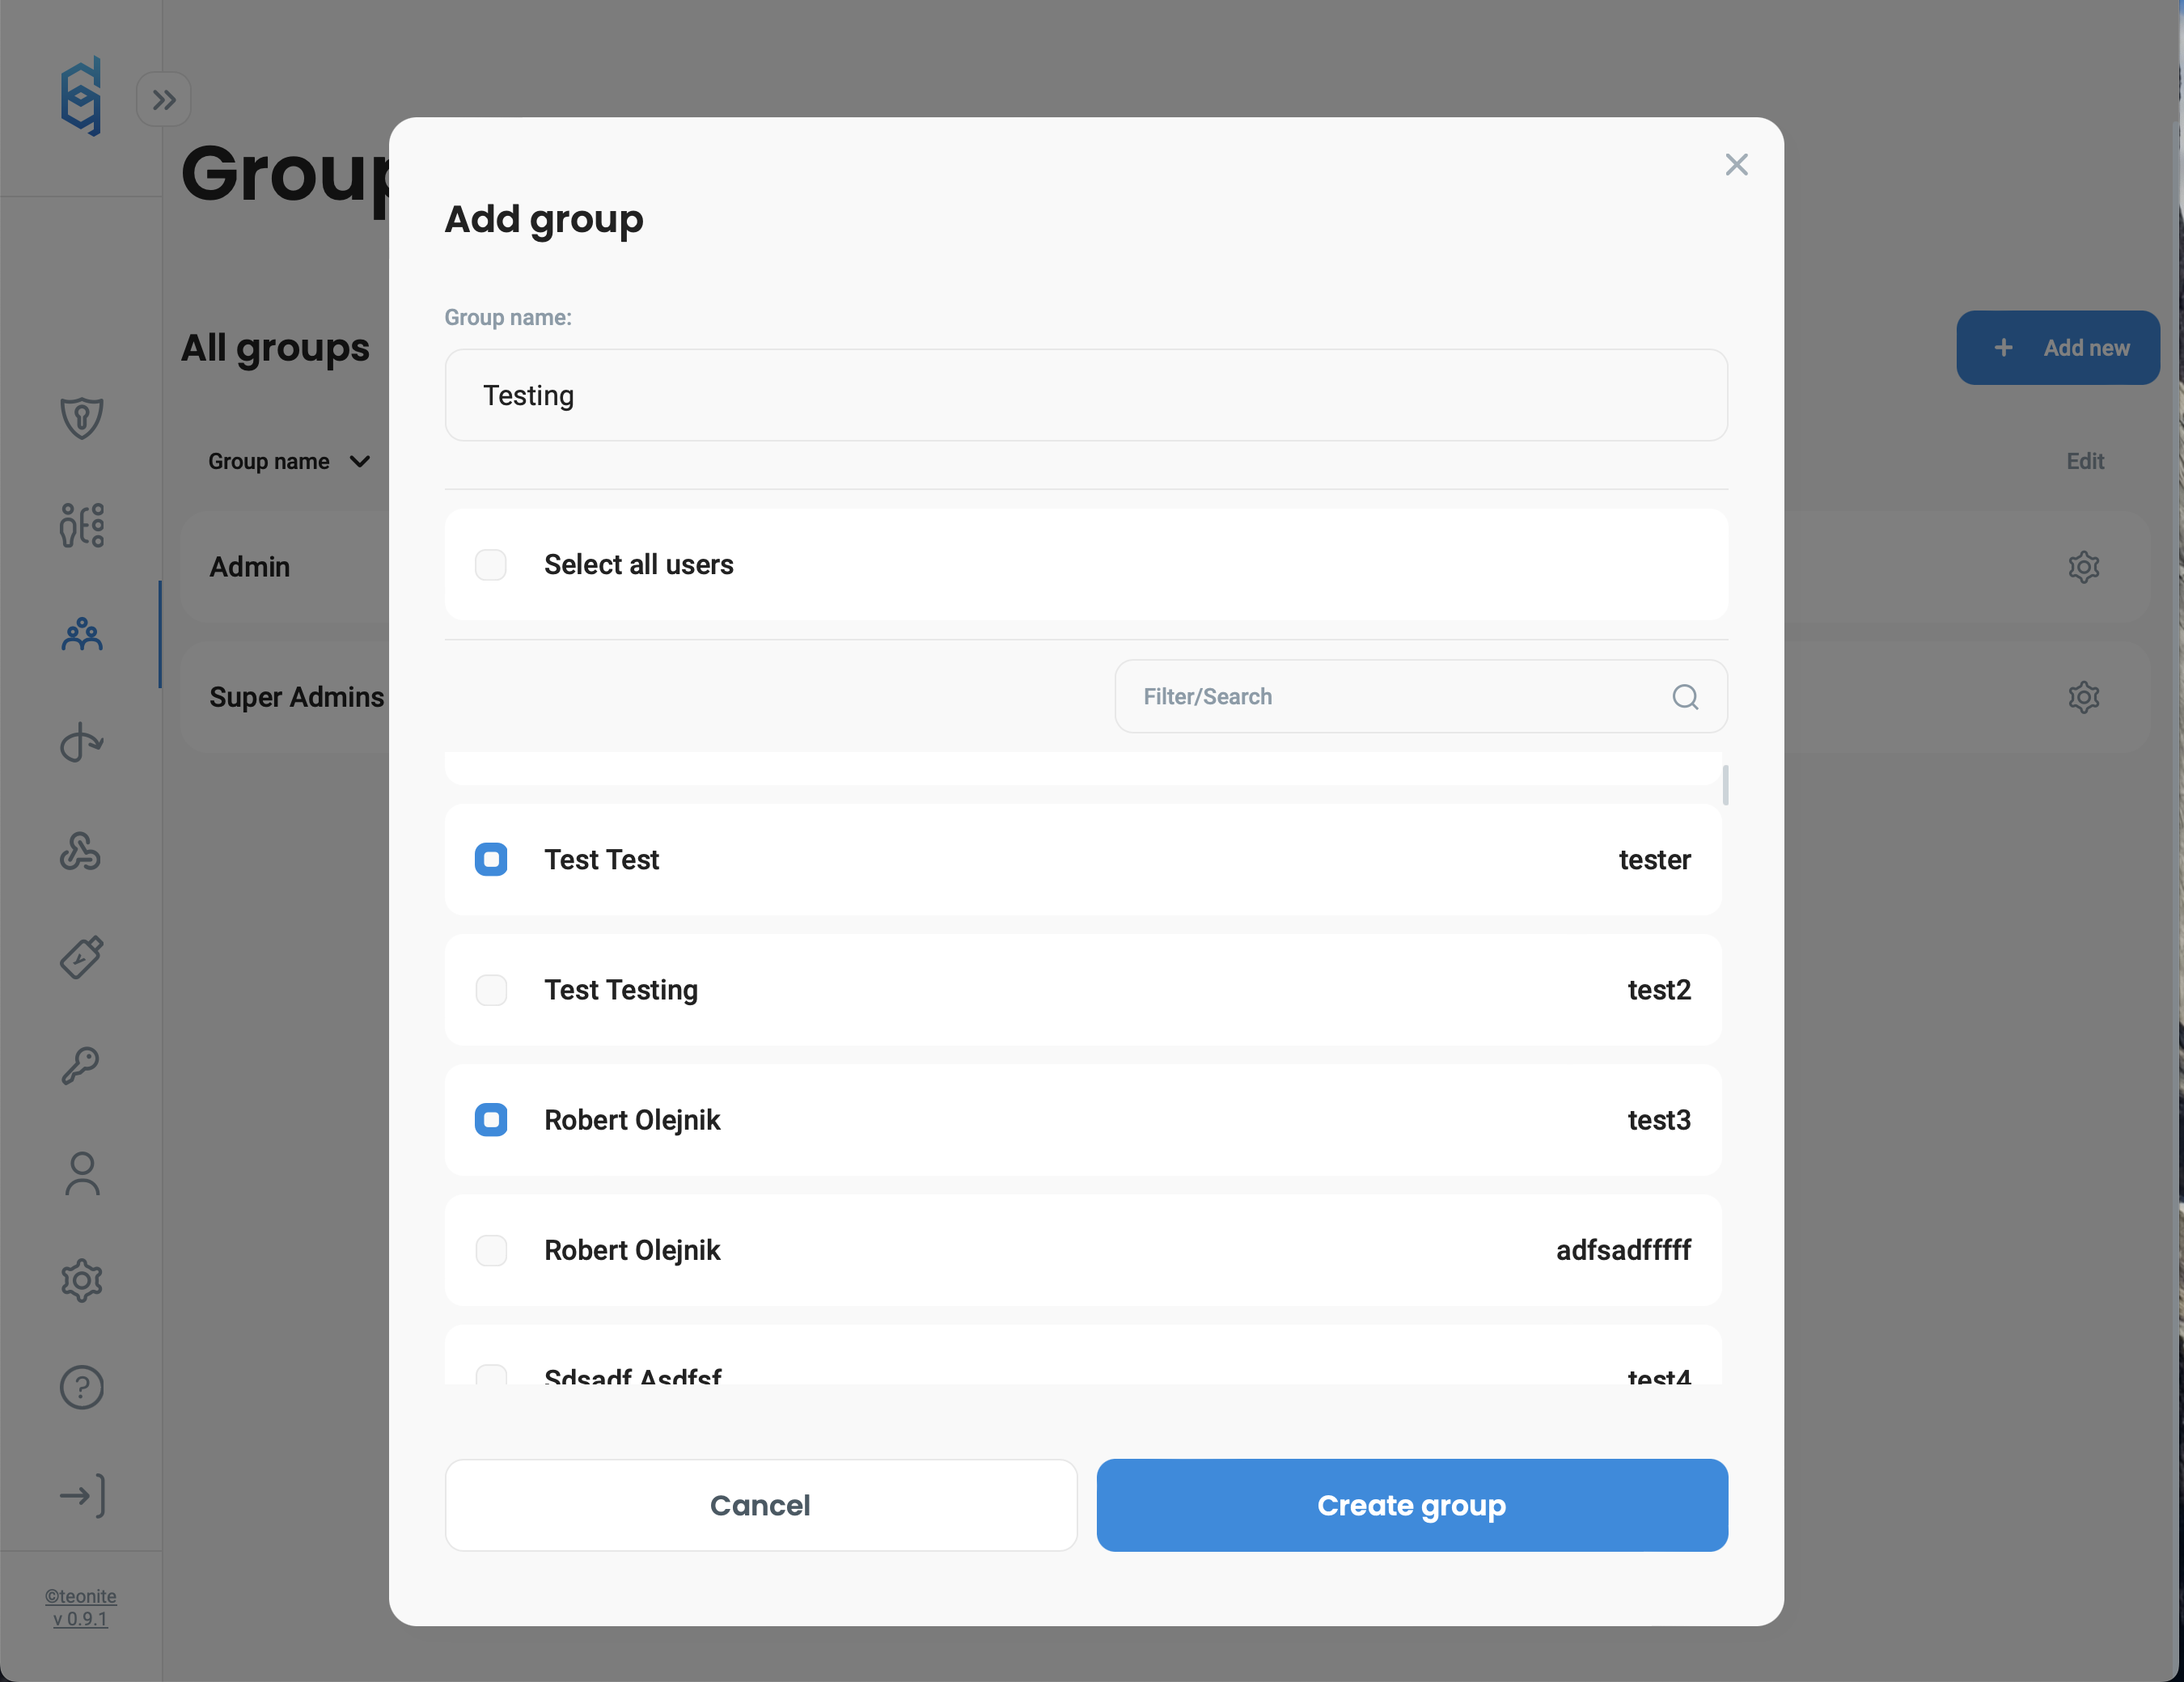 Group
Add group
Group name:
All groups
Testing
+ Add new
Group name
Edit
Admin
Select all users
Super Admins
Filter/Search
Test Test tester
Test Testing test2
Robert Olejnik test3
Robert Olejnik adfsadfffff
Sdsadf Asdfsf test4
Cancel
Create group
©teonite
v 0.9.1